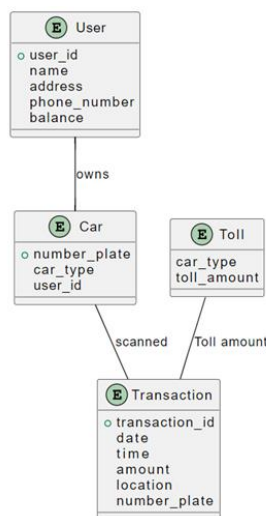 E User
user_id
name
address
phone_number
balance
owns
E Car
number_plate
car_type
user_id
E Toll
car_type
toll_amount
scanned
Toll amount
E Transaction
transaction_id
date
time
amount
location
number_plate